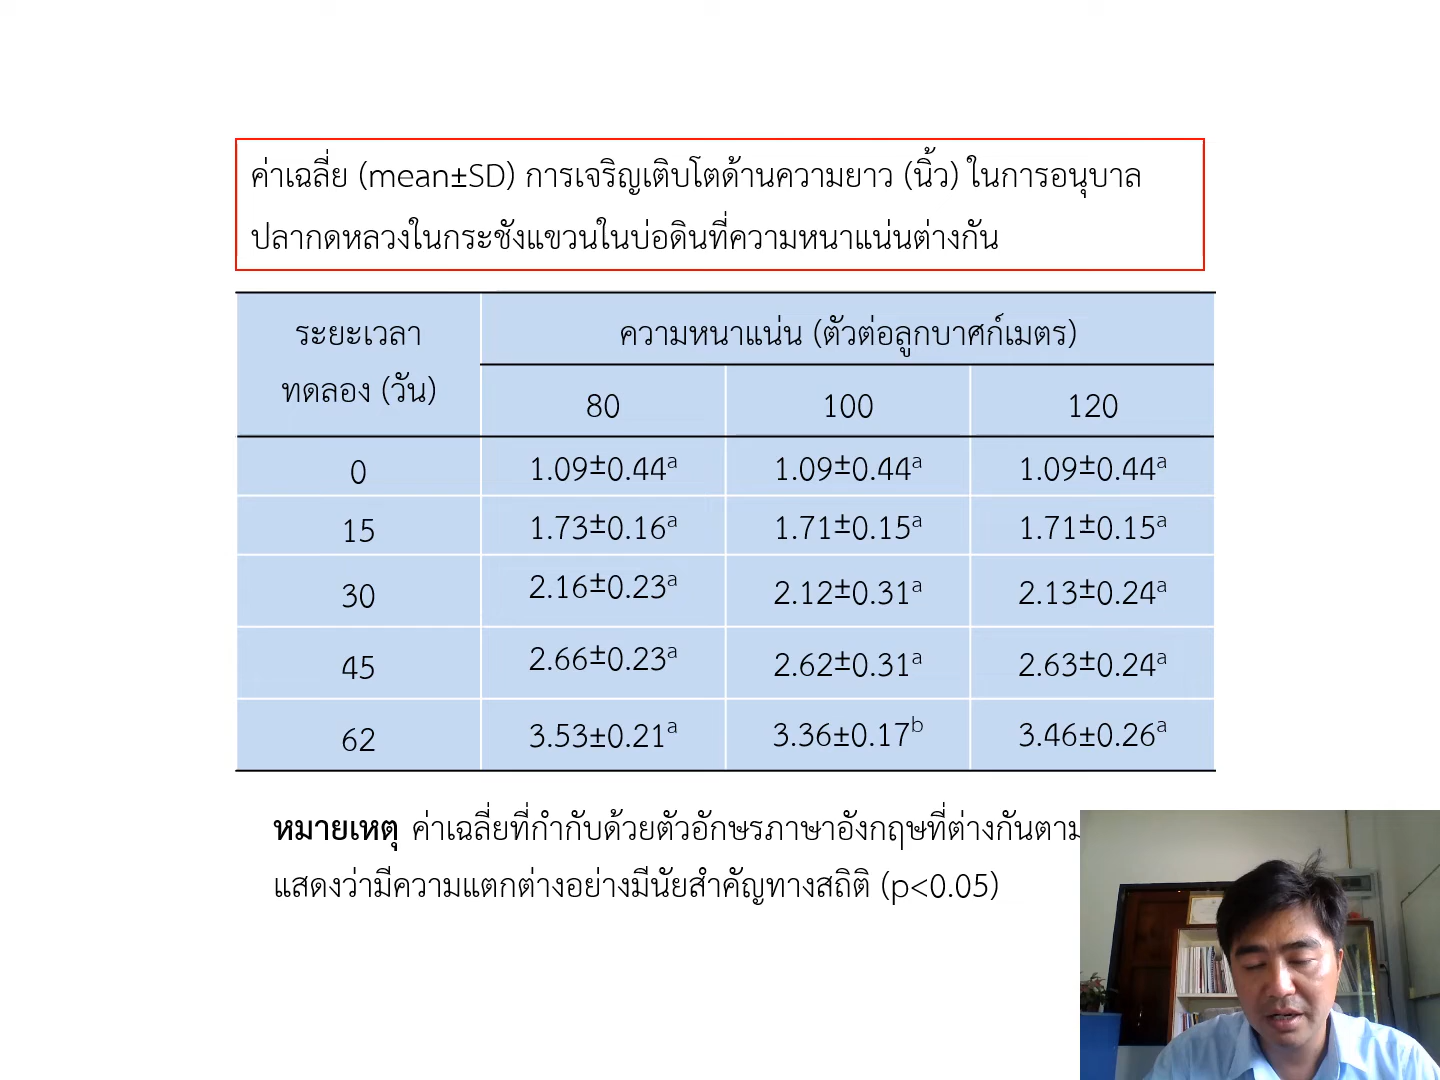 ค่าเฉลี่ย (mean±SD) การเจริญเติบโตด้านความยาว (นิ้ว) ในการอนุบาล
ปลากดหลวงในกระชังแขวนในบ่อดินที่ความหนาแน่นต่างกัน
ระยะเวลา
ทดลอง (วัน)
ความหนาแน่น (ตัวต่อลูกบาศก์เมตร)
80 100 120
0 1.09±0.44a 1.09±0.44a 1.09±0.44a
15 1.73±0.16a 1.71±0.15a 1.71±0.15a
30 2.16±0.23a 2.12±0.31a 2.13±0.24a
45 2.66±0.23a 2.62±0.31a 2.63±0.24a
62 3.53±0.21a 3.36±0.17b 3.46±0.26a
หมายเหตุ ค่าเฉลี่ยที่กำกับด้วยตัวอักษรภาษาอังกฤษที่ต่างกันตาม
แสดงว่ามีความแตกต่างอย่างมีนัยสำคัญทางสถิติ (p<0.05)